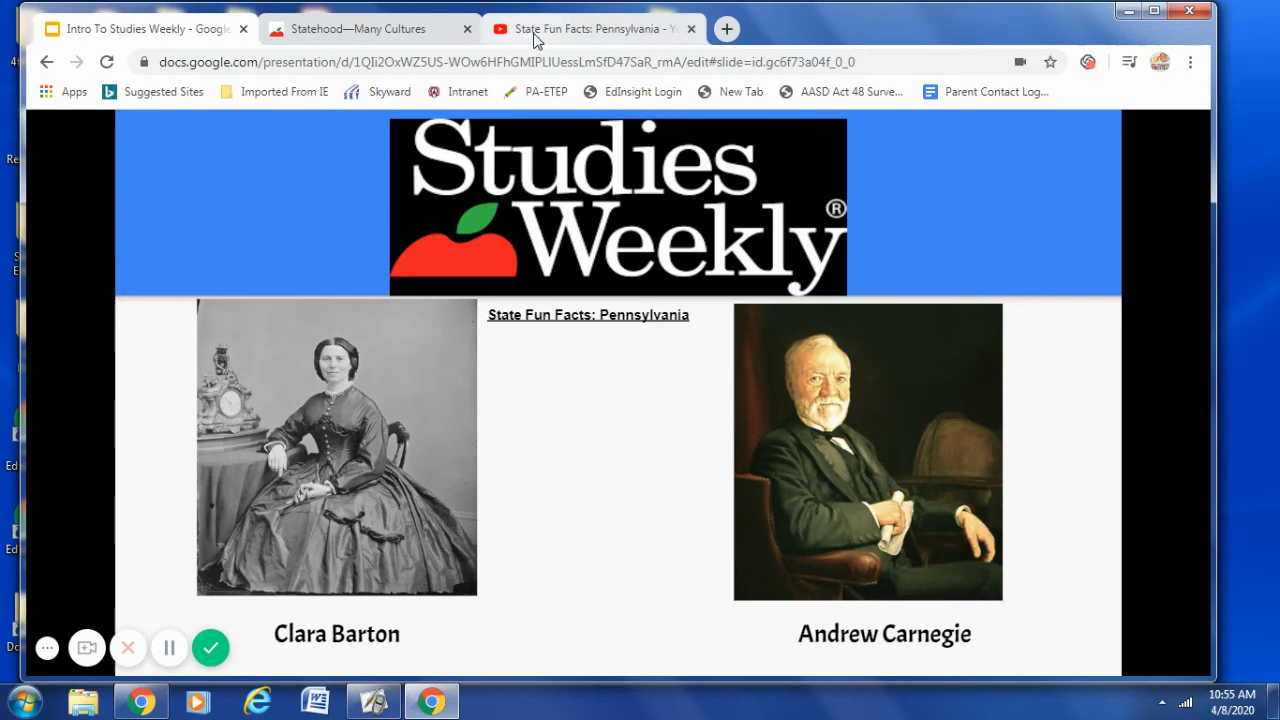 Intro To Studies Weekly - Google
Statehood—Many Cultures
State Fun Facts: Pennsylvania - Y
docs.google.com/presentation/d/1QIi2OxWZ3US-WOw6HFhGMIPLIUessLmSfD47SaR_rmA/edit#slide=id.gc6f73a04f_0_0
Apps
Suggested Sites
Imported From IE
Skyward
Intranet
PA-ETEP
EdInsight Login
New Tab
AASD Act 48 Surve...
Parent Contact Log...
Studies
Weekly®
State Fun Facts: Pennsylvania
Clara Barton
Andrew Carnegie
10:55 AM
4/8/2020